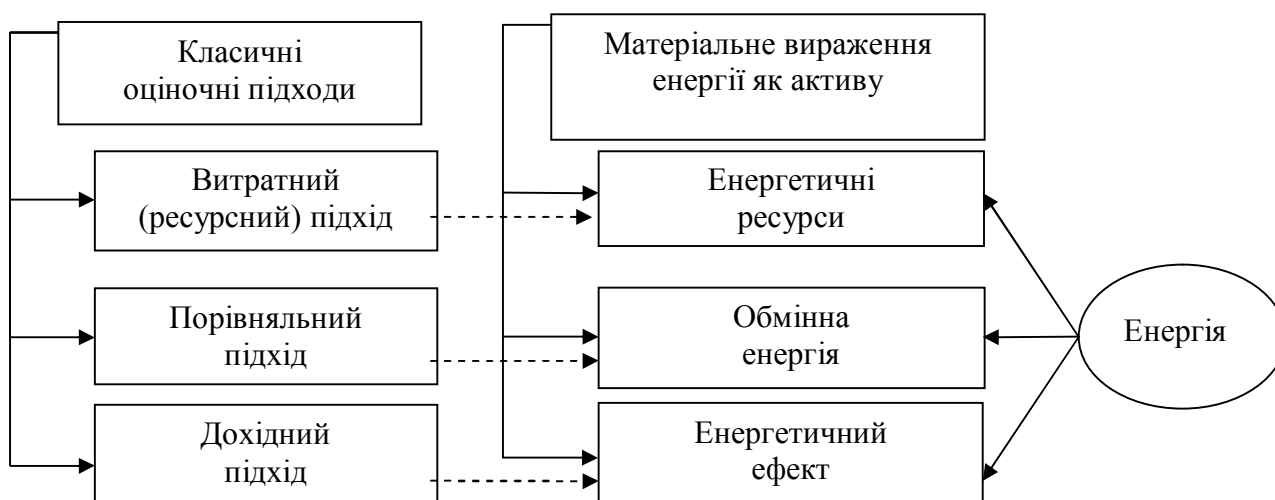 Класичні
оціночні підходи
Матеріальне вираження
енергії як активу
Витратний
(ресурсний) підхід
Енергетичні
ресурси
Порівняльний
підхід
Обмінна
енергія
Енергія
Дохідний
підхід
Енергетичний
ефект